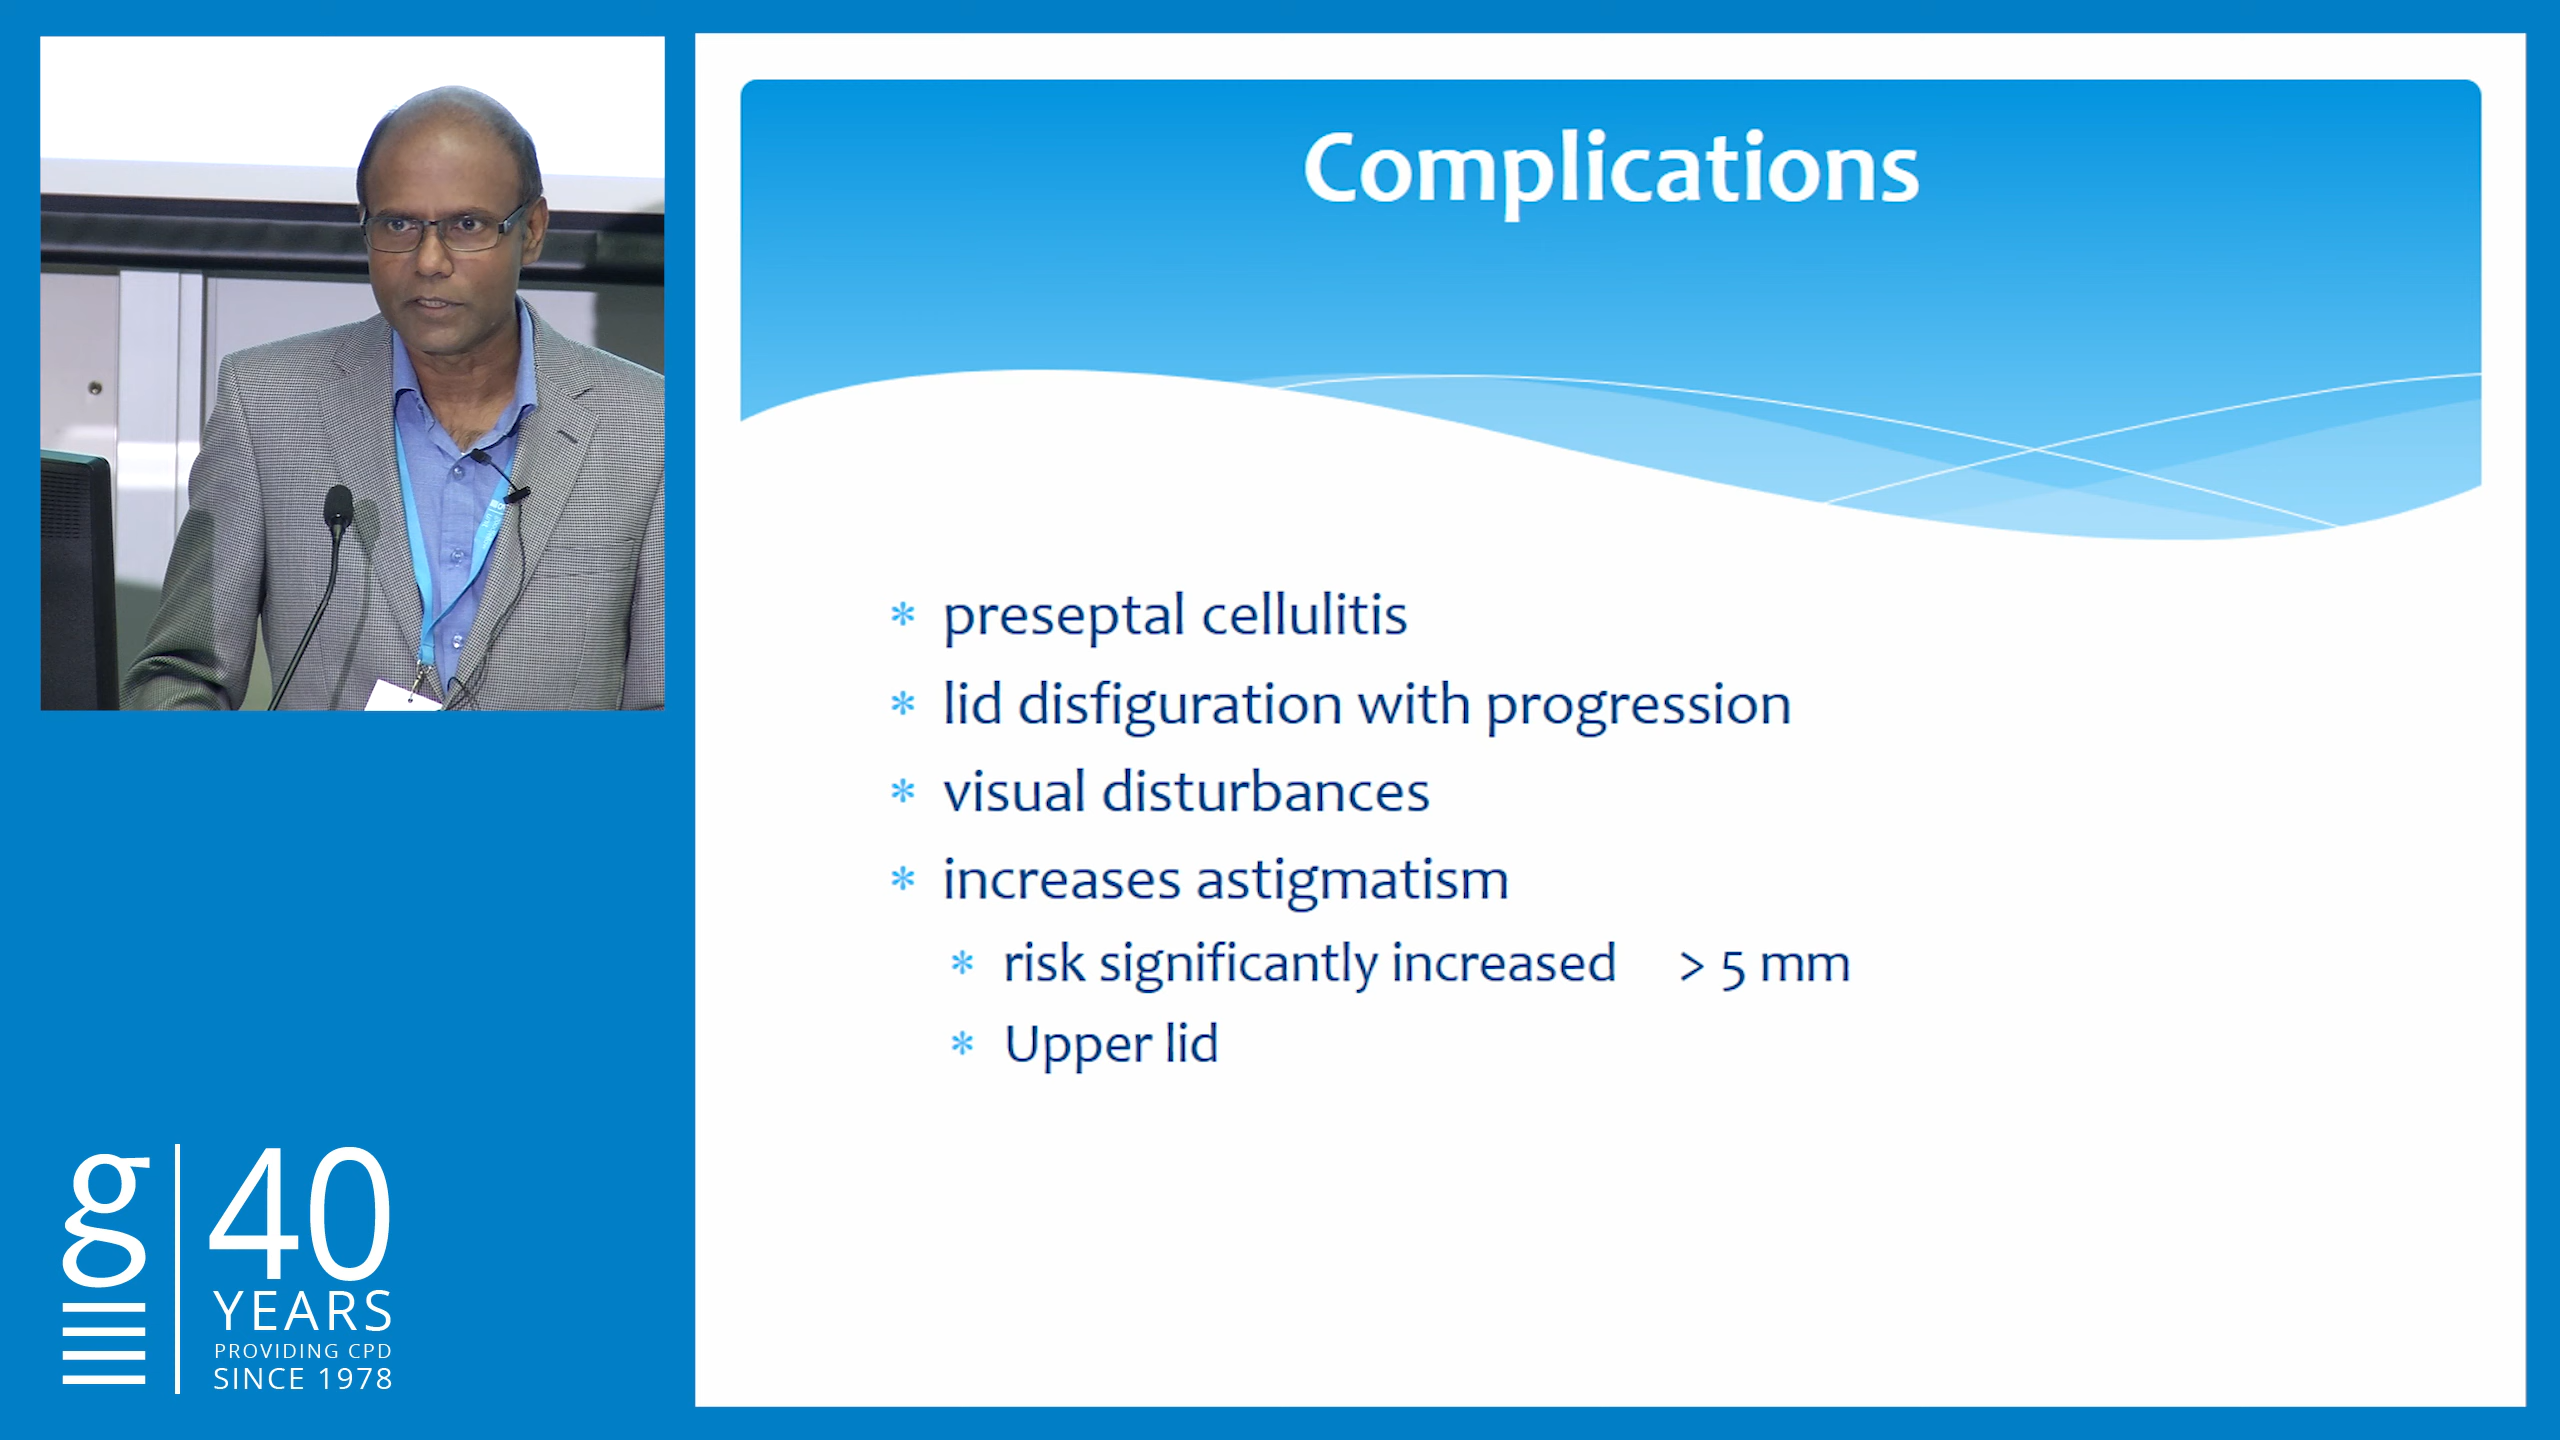 Complications
* preseptal cellulitis
* lid disfiguration with progression
* visual disturbances
* increases astigmatism
* risk significantly increased > 5 mm
* Upper lid
g 40
YEARS
PROVIDING CPD
SINCE 1978